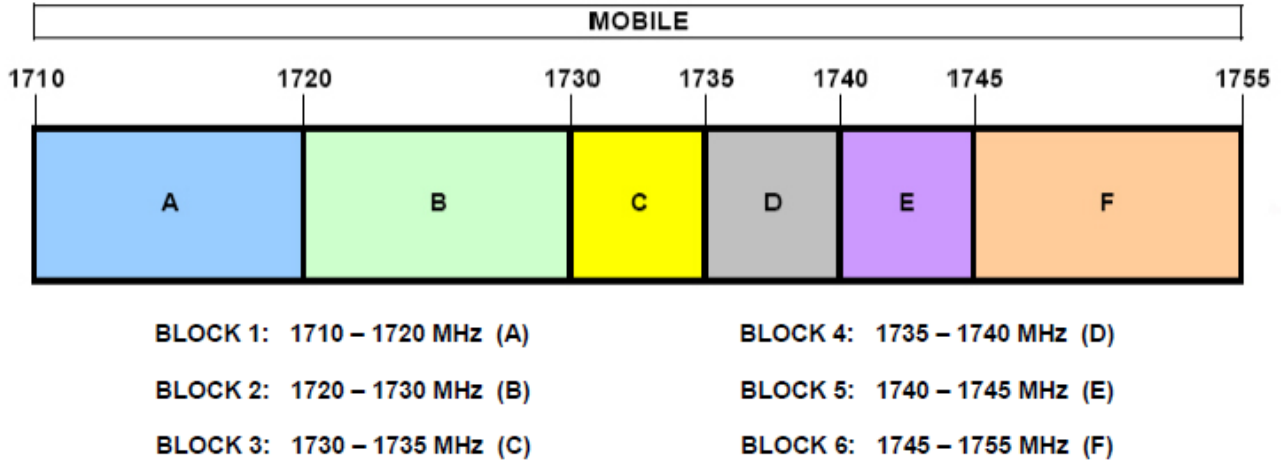 MOBILE
1710 1720 1730 1735 1740 1745 1755
A B C D E F
BLOCK 1: 1710 – 1720 MHz (A)
BLOCK 4: 1735 – 1740 MHz (D)
BLOCK 2: 1720 – 1730 MHz (B)
BLOCK 5: 1740 – 1745 MHz (E)
BLOCK 3: 1730 – 1735 MHz (C)
BLOCK 6: 1745 – 1755 MHz (F)